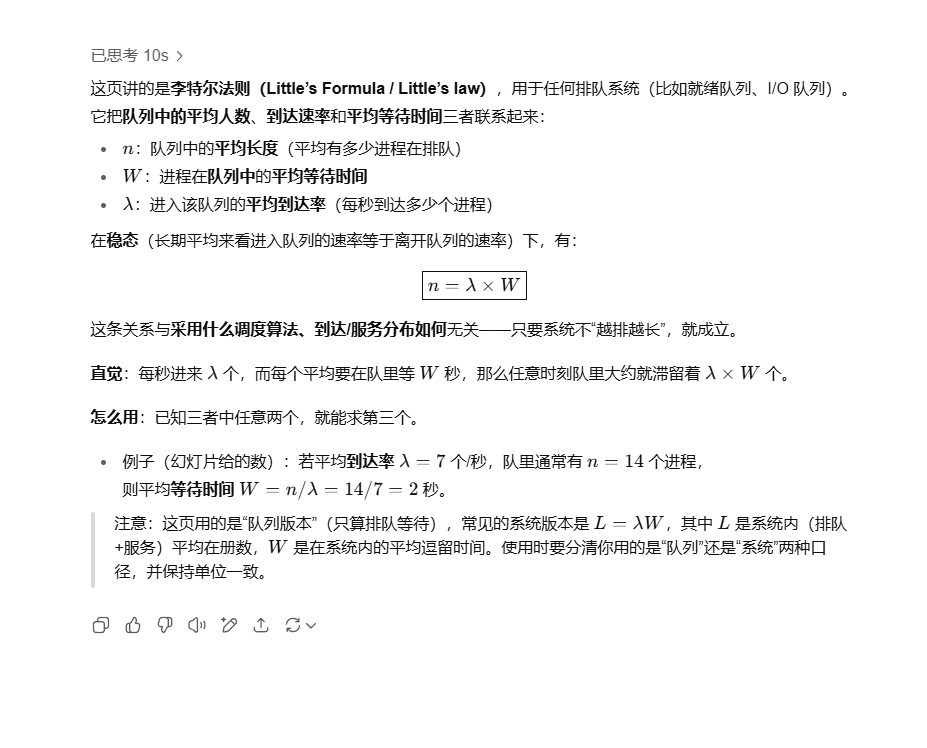 已思考 10s >
这页讲的是李特尔法则（Little’s Formula / Little’s law），用于任何排队系统（比如就绪队列、I/O 队列）。
它把队列中的平均人数、到达速率和平均等待时间三者联系起来：
• n：队列中的平均长度（平均有多少进程在排队）
• W：进程在队列中的平均等待时间
• λ：进入该队列的平均到达率（每秒到达多少个进程）
在稳态（长期平均来看进入队列的速率等于离开队列的速率）下，有：
n = λ × W
这条关系与采用什么调度算法、到达/服务分布如何无关——只要系统不“越排越长”，就成立。
直觉：每秒进来 λ 个，而每个平均要在队里等 W 秒，那么任意时刻队里大约就滞留着 λ × W 个。
怎么用：已知三者中任意两个，就能求第三个。
• 例子（幻灯片给的数）：若平均到达率 λ = 7 个/秒，队里通常有 n = 14 个进程，
则平均等待时间 W = n/λ = 14/7 = 2 秒。
注意：这页用的是“队列版本”（只算排队等待），常见的系统版本是 L = λW，其中 L 是系统内（排队
+服务）平均在册数，W 是在系统内的平均逗留时间。使用时要分清你用的是“队列”还是“系统”两种口
径，并保持单位一致。